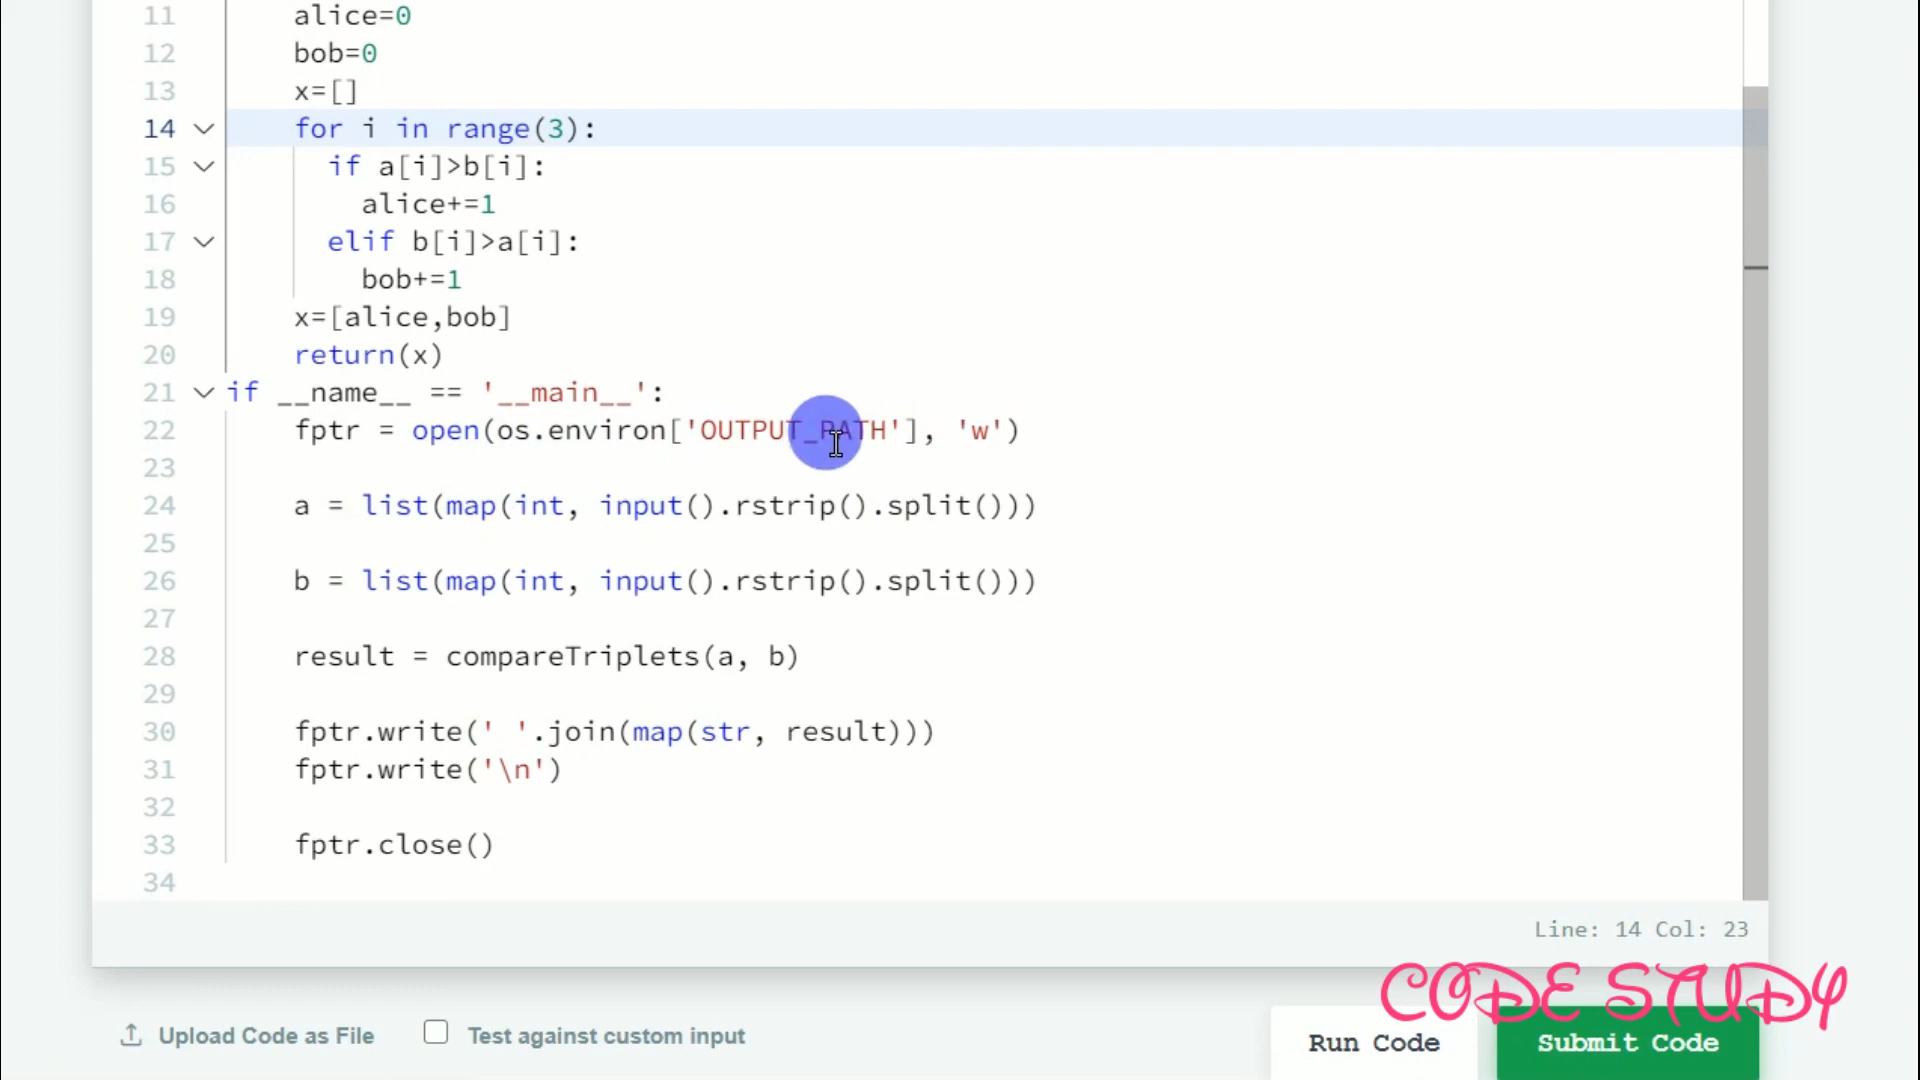 11 alice=0
12 bob=0
13 x=[]
14 for i in range(3):
15 if a[i]>b[i]:
16 alice+=1
17 elif b[i]>a[i]:
18 bob+=1
19 x=[alice,bob]
20 return(x)
21 if __name__ == '__main__':
22 fptr = open(os.environ['OUTPUT_PATH'], 'w')
23
24 a = list(map(int, input().rstrip().split()))
25
26 b = list(map(int, input().rstrip().split()))
27
28 result = compareTriplets(a, b)
29
30 fptr.write(' '.join(map(str, result)))
31 fptr.write('\n')
32
33 fptr.close()
34
Line: 14 Col: 23
CODE STUDY
Upload Code as File Test against custom input Run Code Submit Code